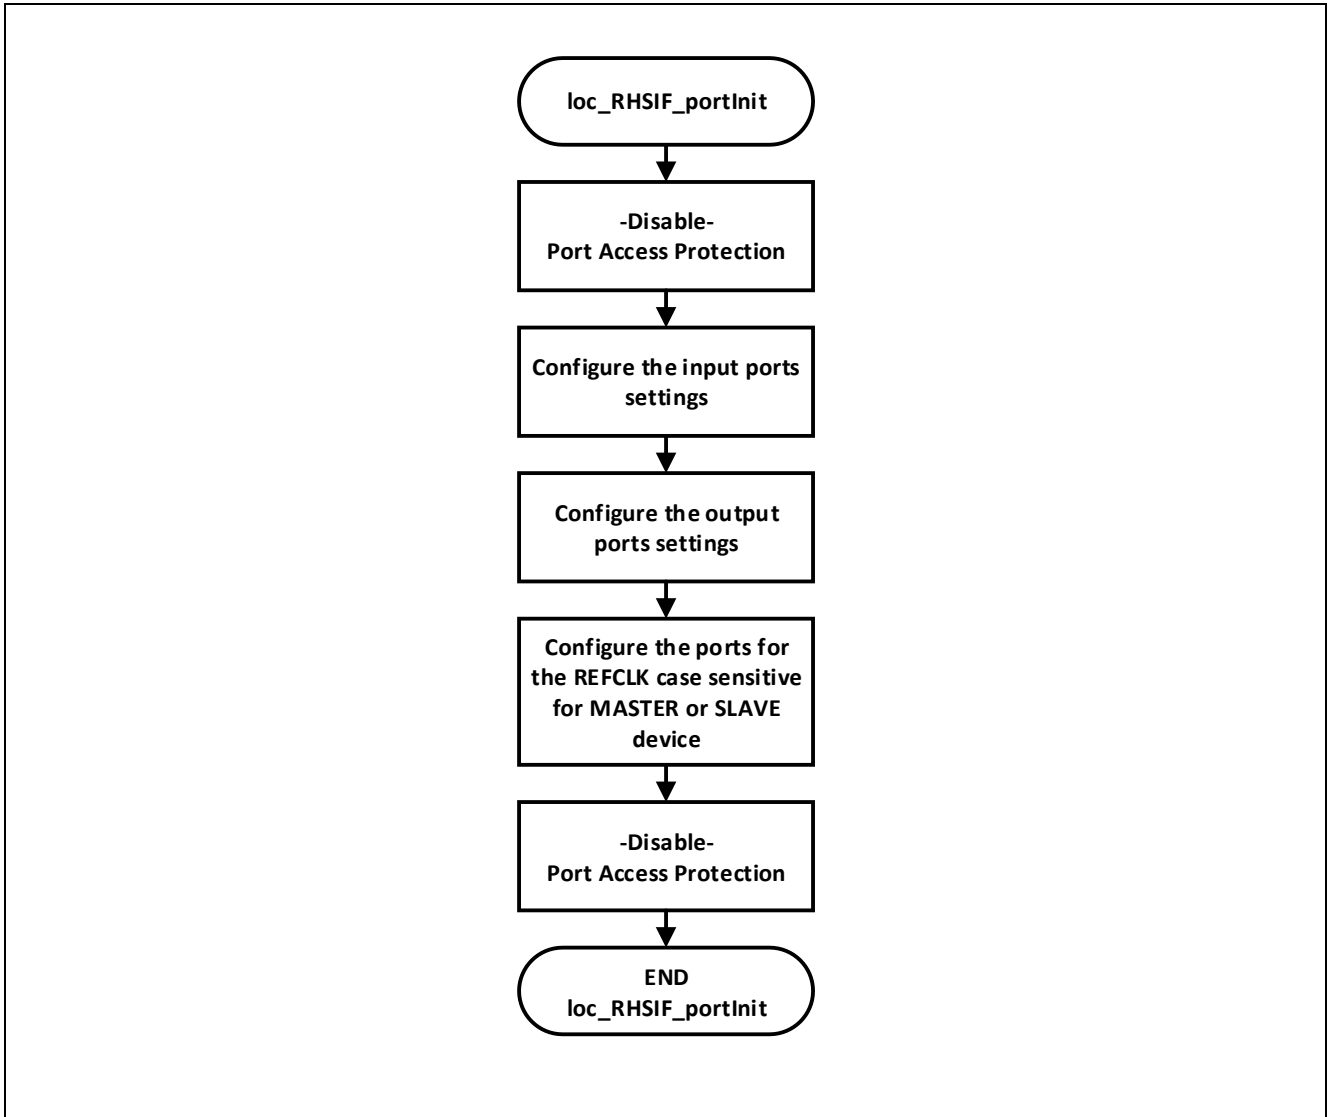 loc_RHSIF_portInit
-Disable-
Port Access Protection
Configure the input ports
settings
Configure the output
ports settings
Configure the ports for
the REFCLK case sensitive
for MASTER or SLAVE
device
-Disable-
Port Access Protection
END
loc_RHSIF_portInit